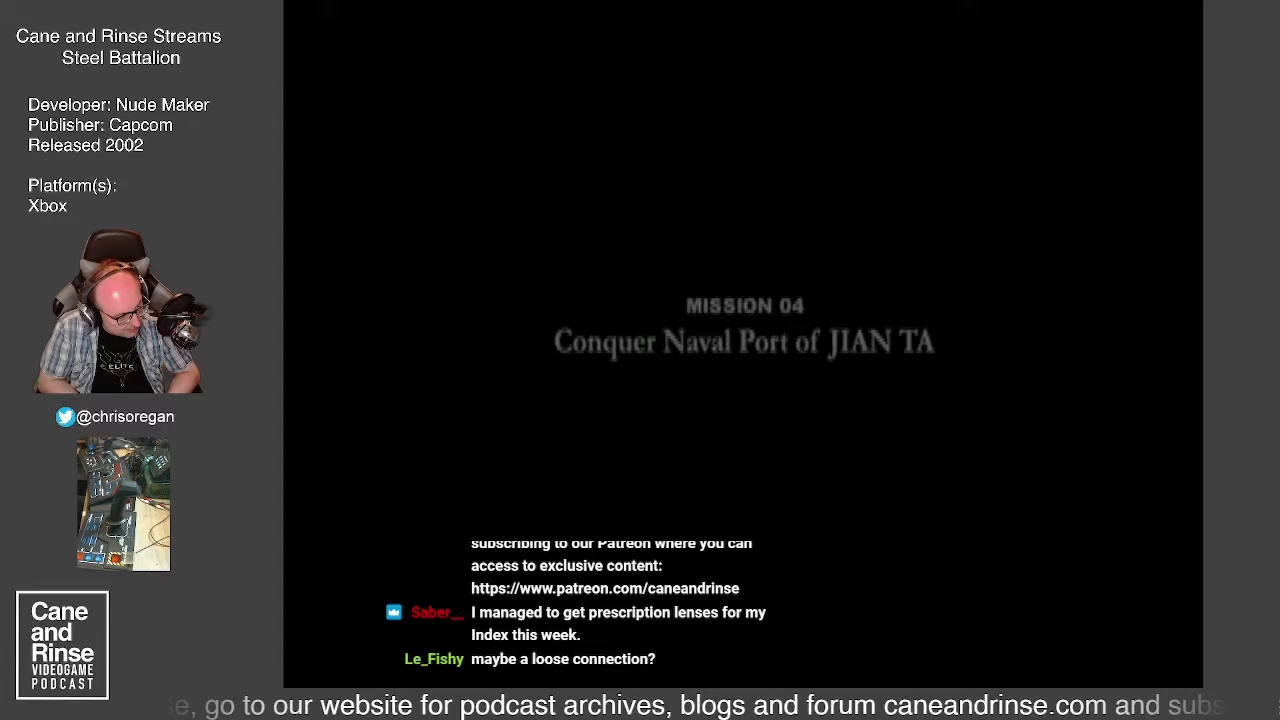 Cane and Rinse Streams
Steel Battalion
Developer: Nude Maker
Publisher: Capcom
Released 2002
Platform(s):
Xbox
ELITE
@chrisoregan
Cane
and
Rinse
VIDEOGAME
PODCAST
MISSION 04
Conquer Naval Port of JIAN TA
subscribing to our Patreon where you can
access to exclusive content:
https://www.patreon.com/caneandrinse
Saber__ I managed to get prescription lenses for my
Index this week.
Le_Fishy maybe a loose connection?
se, go to our website for podcast archives, blogs and forum caneandrinse.com and subs